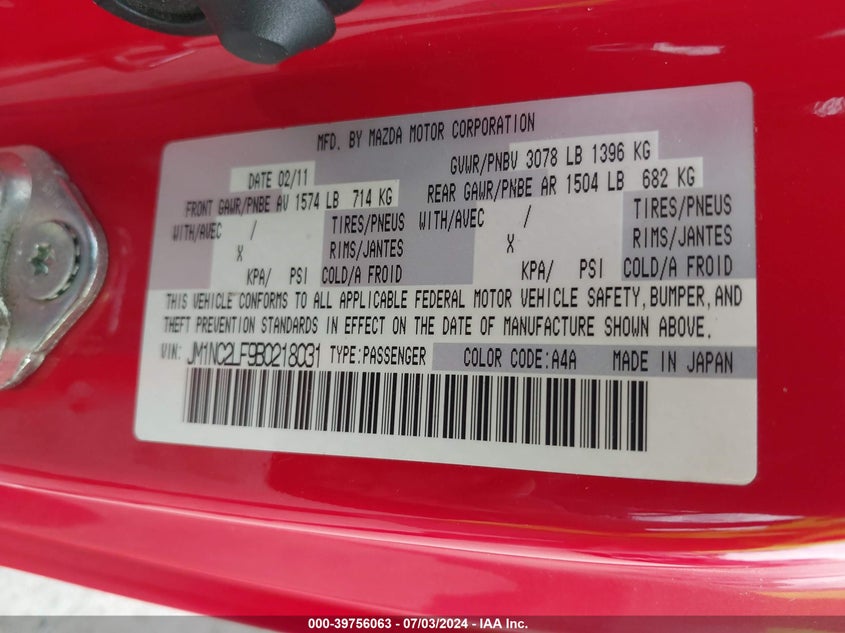 MFD. BY MAZDA MOTOR CORPORATION
DATE 02/11 GVWR/PNBV 3078 LB 1396 KG
FRONT GAWR/PNBE AV 1574 LB 714 KG REAR GAWR/PNBE AR 1504 LB 682 KG
WITH/AVEC / TIRES/PNEUS WITH/AVEC / TIRES/PNEUS
X RIMS/JANTES X RIMS/JANTES
KPA/ PSI COLD/A FROID KPA/ PSI COLD/A FROID
THIS VEHICLE CONFORMS TO ALL APPLICABLE FEDERAL MOTOR VEHICLE SAFETY, BUMPER, AND
THEFT PREVENTION STANDARDS IN EFFECT ON THE DATE OF MANUFACTURE SHOWN ABOVE.
VIN: JM1NC2LF9B0218031 TYPE:PASSENGER COLOR CODE:A4A MADE IN JAPAN
000-39756063 - 07/03/2024 - IAA Inc.